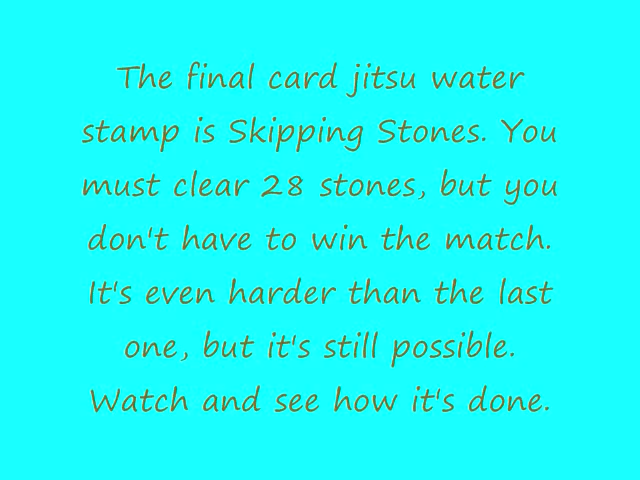 The final card jitsu water
stamp is Skipping Stones. You
must clear 28 stones, but you
don't have to win the match.
It's even harder than the last
one, but it's still possible.
Watch and see how it's done.